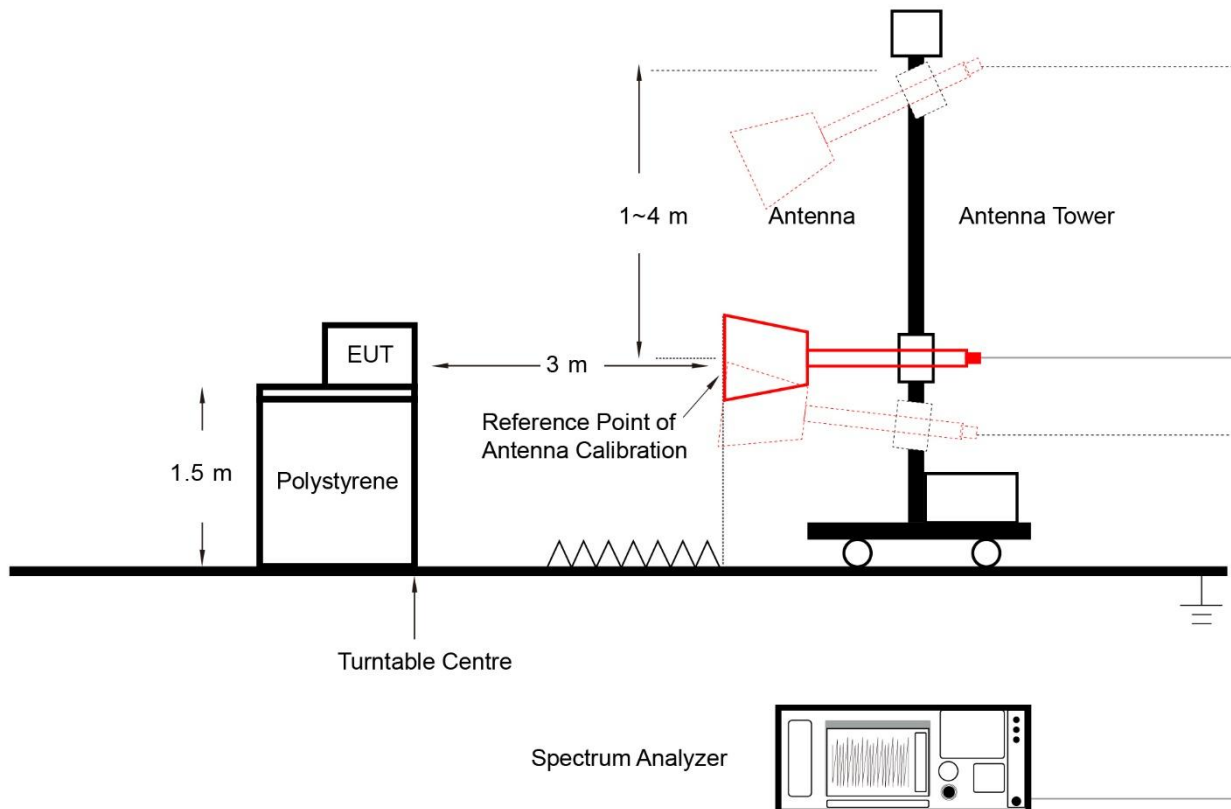 1~4 m
Antenna
Antenna Tower
EUT
3 m
Reference Point of
Antenna Calibration
1.5 m
Polystyrene
Turntable Centre
Spectrum Analyzer